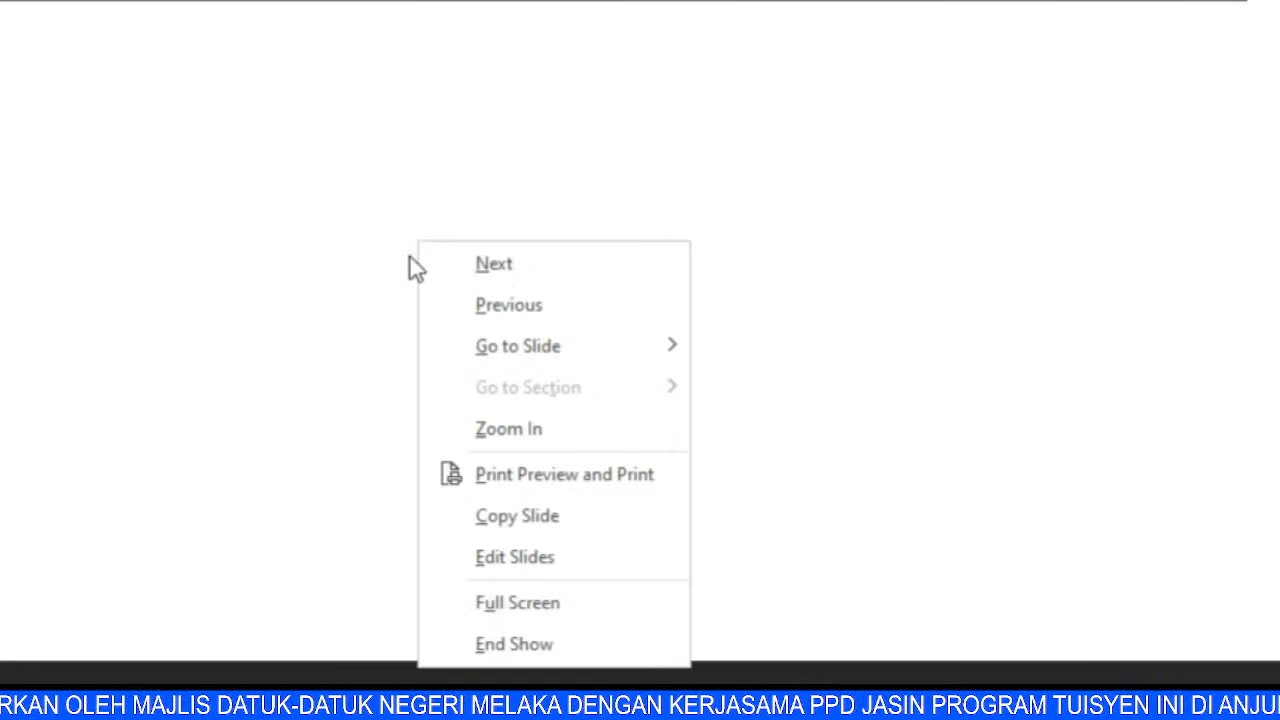 Next
Previous
Go to Slide
Go to Section
Zoom In
Print Preview and Print
Copy Slide
Edit Slides
Full Screen
End Show
RKAN OLEH MAJLIS DATUK-DATUK NEGERI MELAKA DENGAN KERJASAMA PPD JASIN PROGRAM TUISYEN INI DI ANJU